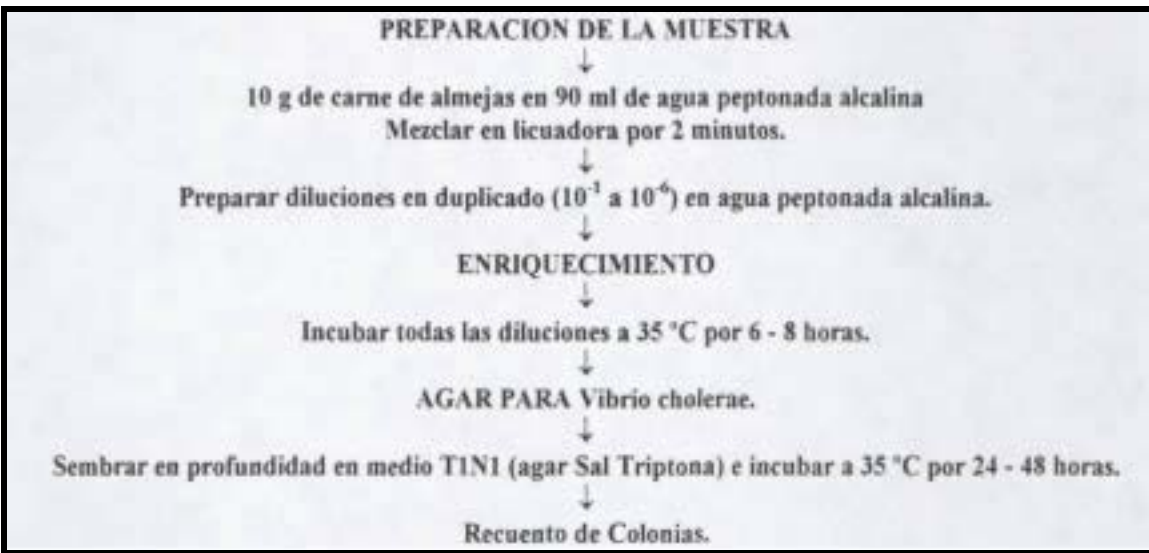 PREPARACION DE LA MUESTRA
↓
10 g de carne de almejas en 90 ml de agua peptonada alcalina
Mezclar en licuadora por 2 minutos.
↓
Preparar diluciones en duplicado (10⁻¹ a 10⁻⁶) en agua peptonada alcalina.
↓
ENRIQUECIMIENTO
↓
Incubar todas las diluciones a 35 °C por 6 - 8 horas.
↓
AGAR PARA Vibrio cholerae.
↓
Sembrar en profundidad en medio T1N1 (agar Sal Triptona) e incubar a 35 °C por 24 - 48 horas.
↓
Recuento de Colonias.